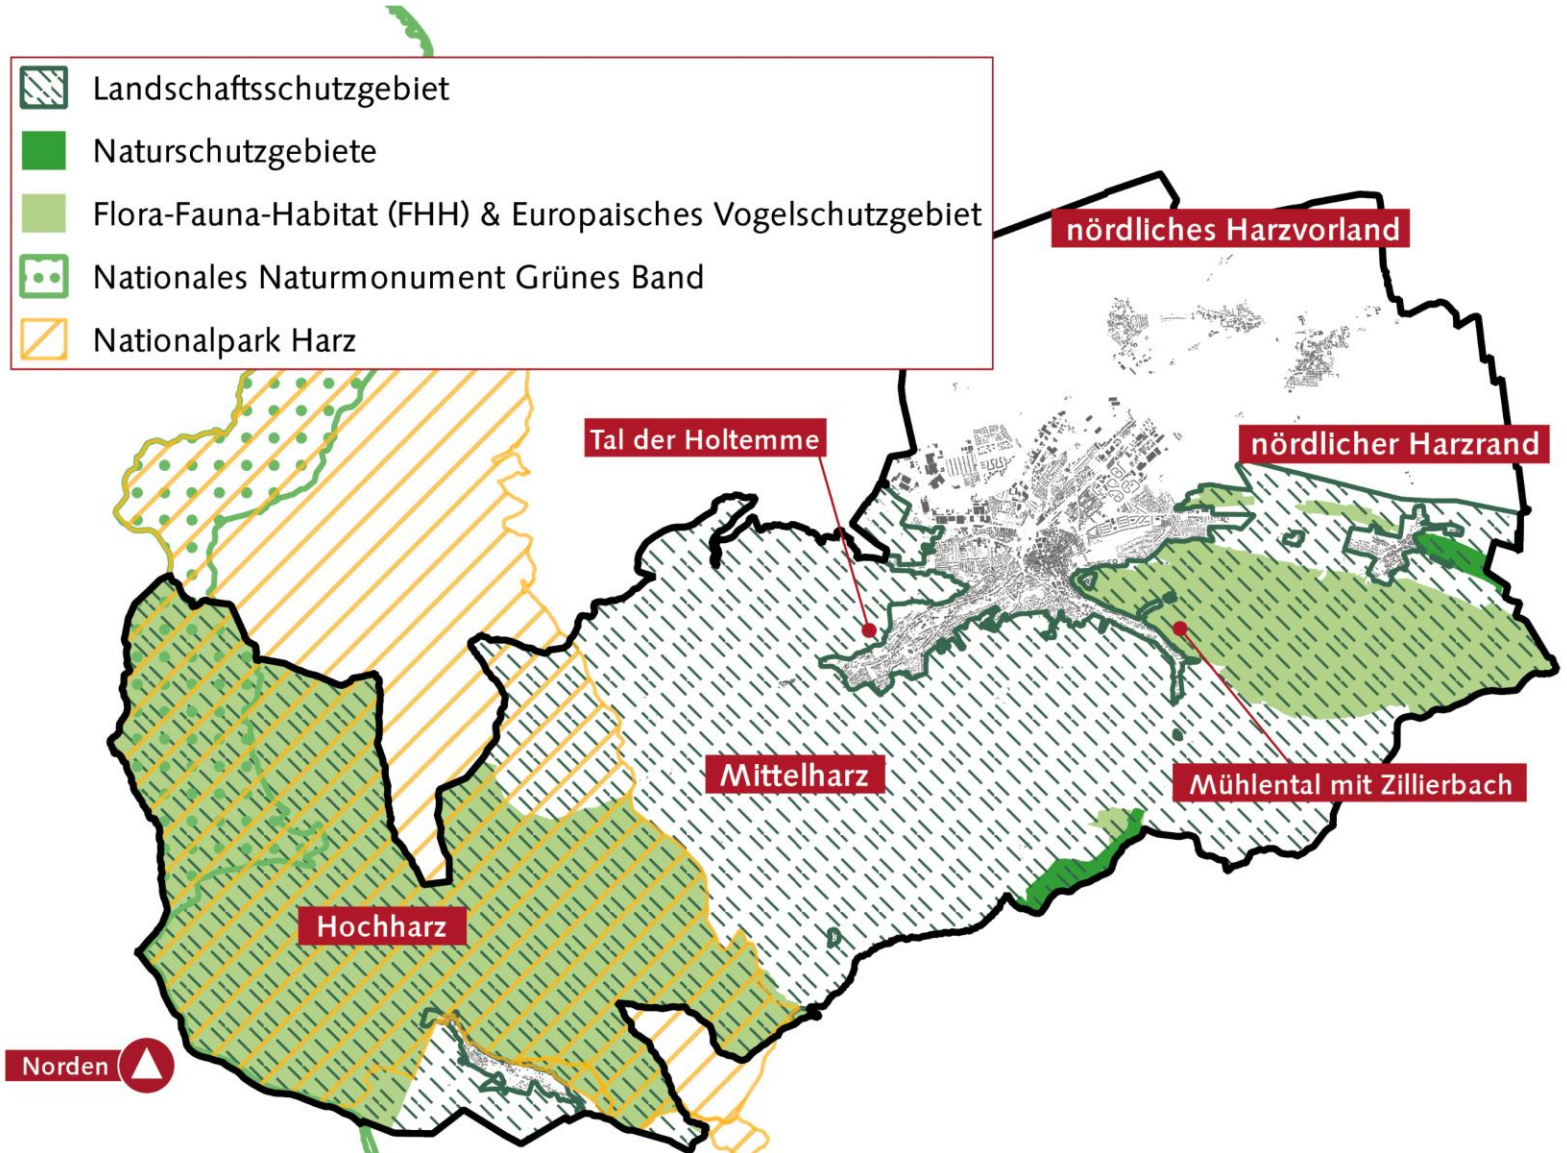 Landschaftsschutzgebiet
Naturschutzgebiete
Flora-Fauna-Habitat (FHH) & Europaisches Vogelschutzgebiet
Nationales Naturmonument Grünes Band
Nationalpark Harz
nördliches Harzvorland
Tal der Holtemme
nördlicher Harzrand
Mittelharz
Mühlental mit Zillierbach
Hochharz
Norden